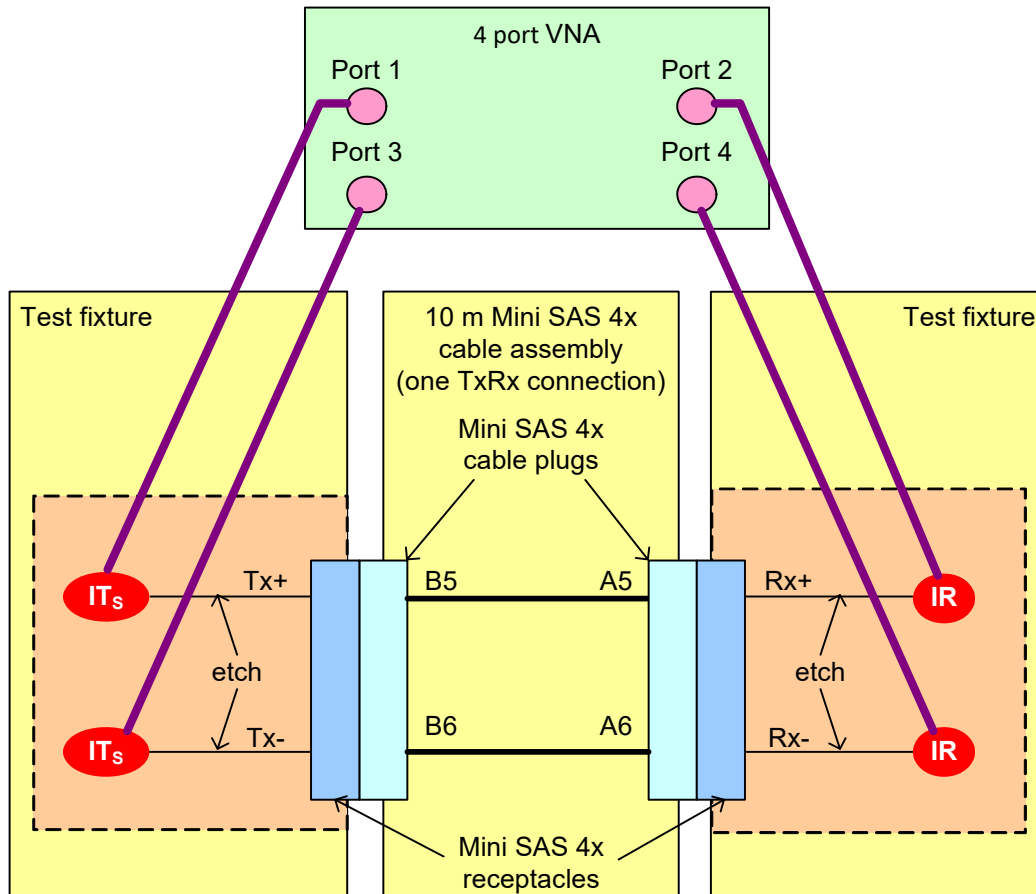 4 port VNA
Port 1
Port 2
Port 3
Port 4
Test fixture
10 m Mini SAS 4x
cable assembly
(one TxRx connection)
Test fixture
Mini SAS 4x
cable plugs
ITS
Tx+
B5
A5
Rx+
IR
etch
etch
ITS
Tx-
B6
A6
Rx-
IR
Mini SAS 4x
receptacles